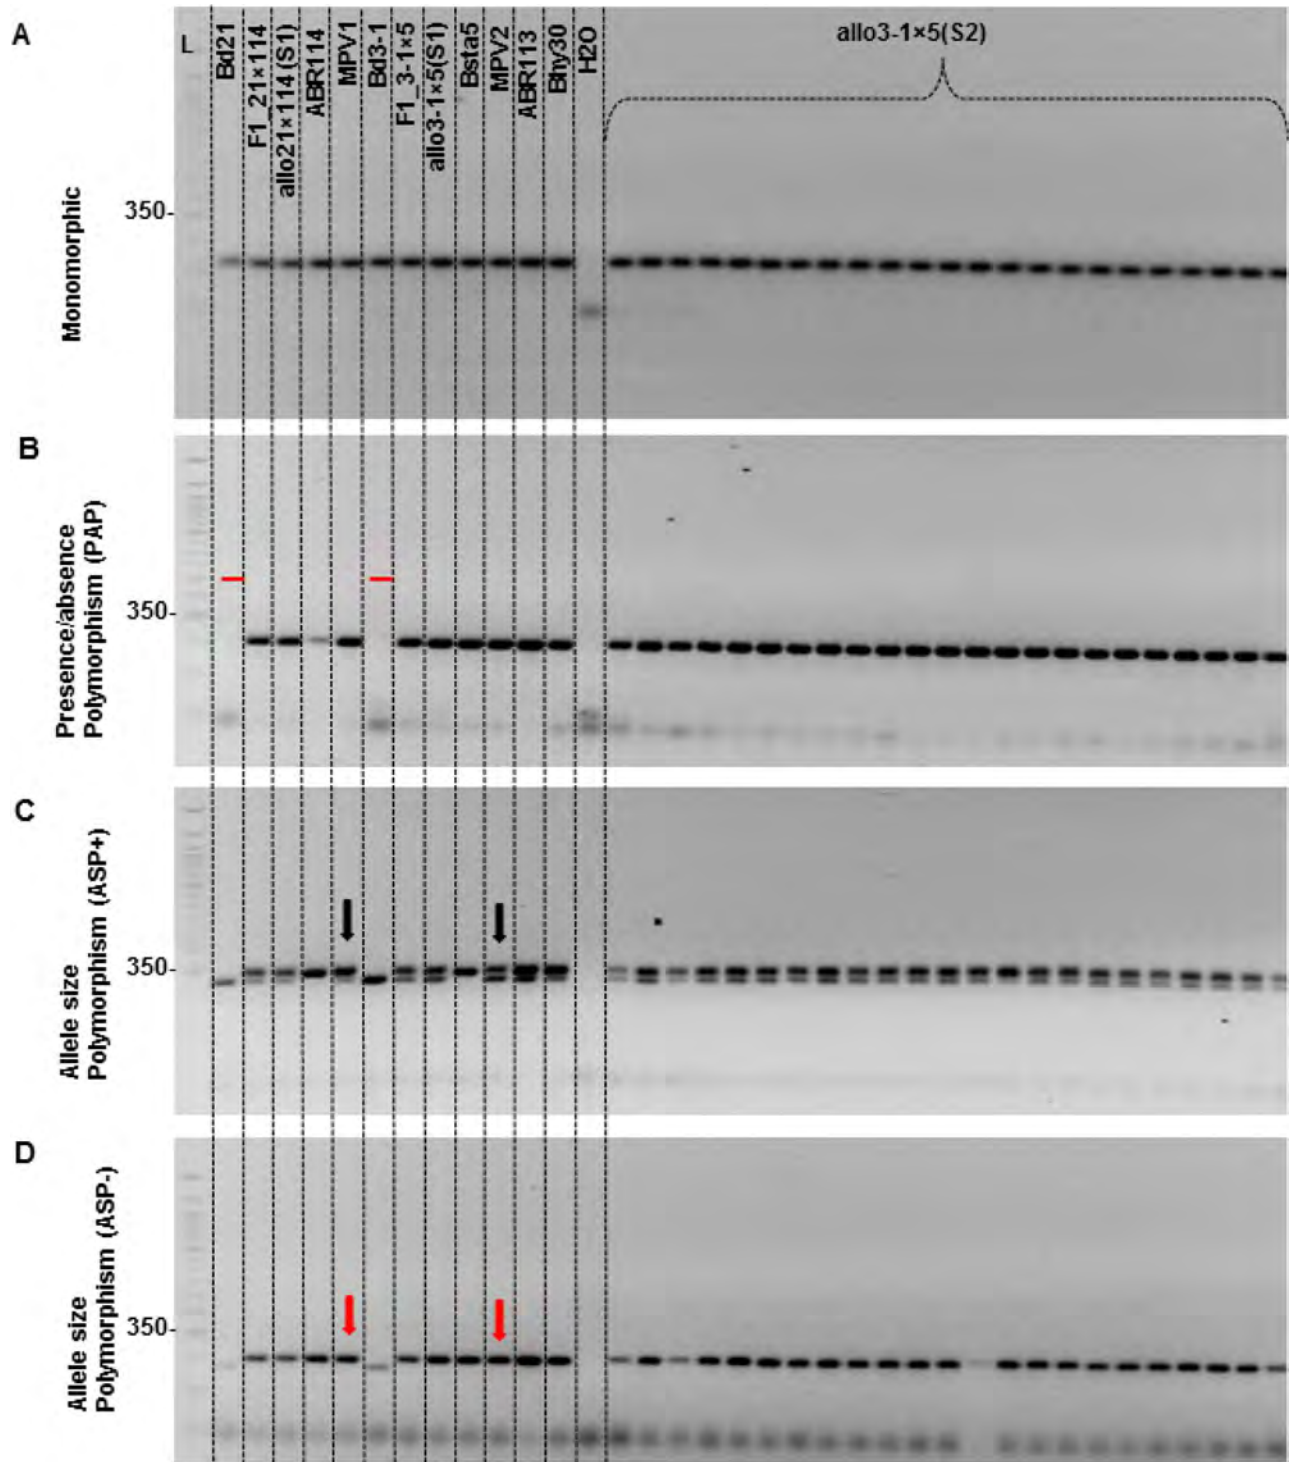 A
L
Bd21
F1_21×114
allo21×114 (S1)
ABR114
MPV1
Bd3-1
F1_3-1×5
allo3-1×5(S1)
Bsta5
MPV2
ABR113
Bhy30
H2O
allo3-1×5(S2)
Monomorphic
350-
B
Presence/absence
Polymorphism (PAP)
350-
C
Allele size
Polymorphism (ASP+)
350-
D
Allele size
Polymorphism (ASP-)
350-